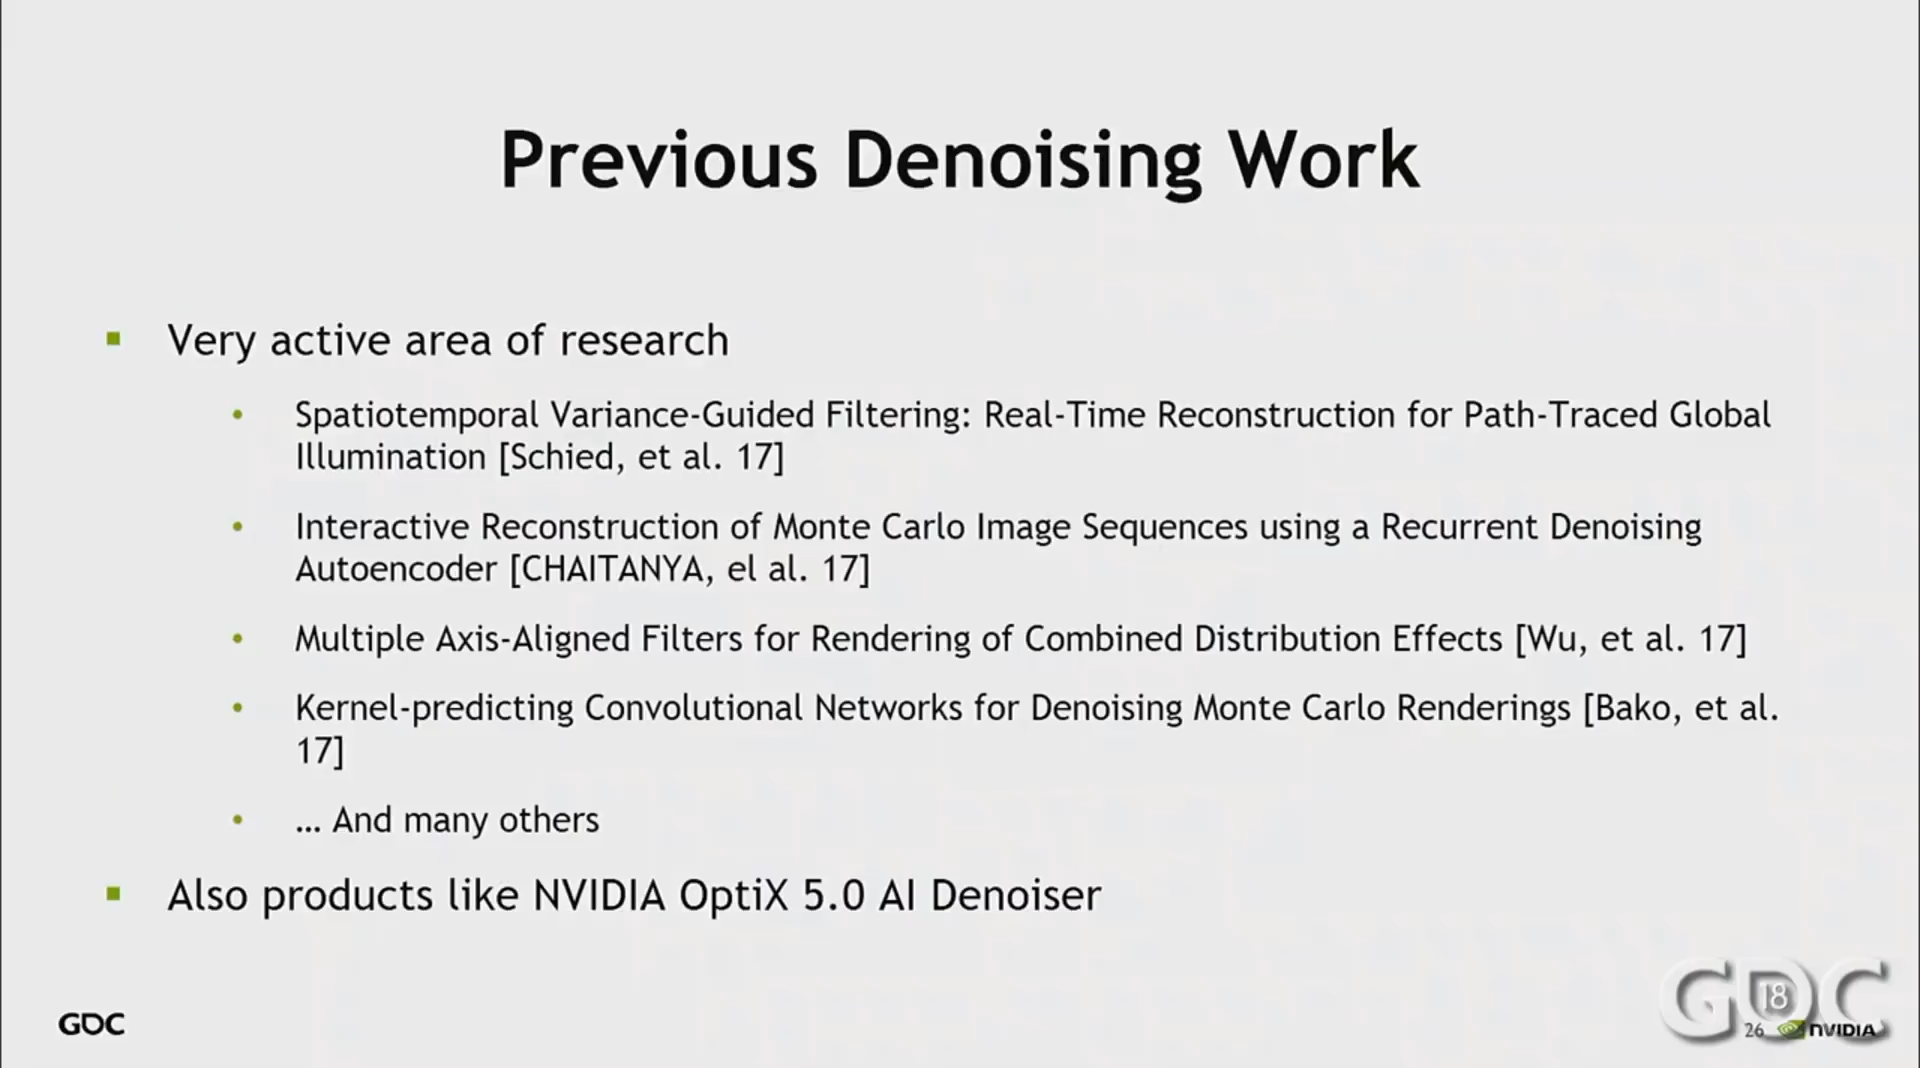 Previous Denoising Work
▪ Very active area of research
• Spatiotemporal Variance-Guided Filtering: Real-Time Reconstruction for Path-Traced Global
Illumination [Schied, et al. 17]
• Interactive Reconstruction of Monte Carlo Image Sequences using a Recurrent Denoising
Autoencoder [CHAITANYA, el al. 17]
• Multiple Axis-Aligned Filters for Rendering of Combined Distribution Effects [Wu, et al. 17]
• Kernel-predicting Convolutional Networks for Denoising Monte Carlo Renderings [Bako, et al.
17]
• … And many others
▪ Also products like NVIDIA OptiX 5.0 AI Denoiser
GDC
GDC
18
26
NVIDIA